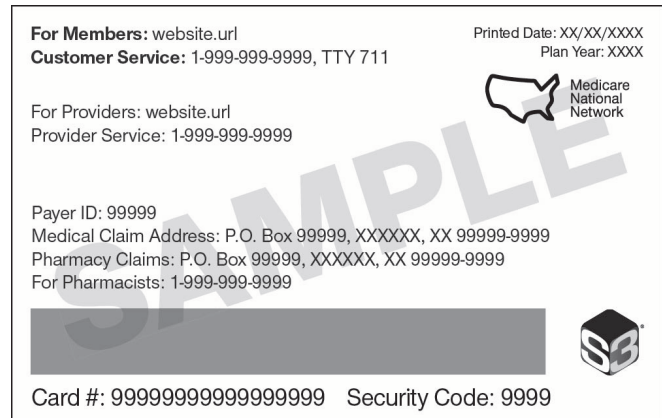 For Members: website.url
Customer Service: 1-999-999-9999, TTY 711
Printed Date: XX/XX/XXXX
Plan Year: XXXX
Medicare
National
Network
For Providers: website.url
Provider Service: 1-999-999-9999
SAMPLE
Payer ID: 99999
Medical Claim Address: P.O. Box 99999, XXXXXX, XX 99999-9999
Pharmacy Claims: P.O. Box 99999, XXXXXX, XX 99999-9999
For Pharmacists: 1-999-999-9999
S3
Card #: 99999999999999999 Security Code: 9999